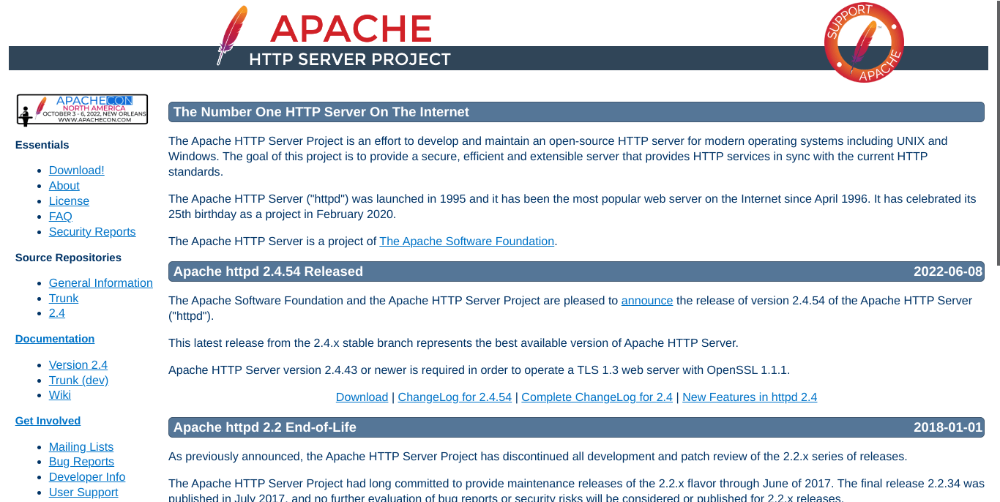 APACHE
HTTP SERVER PROJECT
SUPPORT
APACHE
™
APACHECON
NORTH AMERICA
OCTOBER 3 - 6, 2022, NEW ORLEANS
WWW.APACHECON.COM
Essentials
Download!
About
License
FAQ
Security Reports
Source Repositories
General Information
Trunk
2.4
Documentation
Version 2.4
Trunk (dev)
Wiki
Get Involved
Mailing Lists
Bug Reports
Developer Info
User Support
The Number One HTTP Server On The Internet
The Apache HTTP Server Project is an effort to develop and maintain an open-source HTTP server for modern operating systems including UNIX and
Windows. The goal of this project is to provide a secure, efficient and extensible server that provides HTTP services in sync with the current HTTP
standards.
The Apache HTTP Server ("httpd") was launched in 1995 and it has been the most popular web server on the Internet since April 1996. It has celebrated its
25th birthday as a project in February 2020.
The Apache HTTP Server is a project of The Apache Software Foundation.
Apache httpd 2.4.54 Released 2022-06-08
The Apache Software Foundation and the Apache HTTP Server Project are pleased to announce the release of version 2.4.54 of the Apache HTTP Server
("httpd").
This latest release from the 2.4.x stable branch represents the best available version of Apache HTTP Server.
Apache HTTP Server version 2.4.43 or newer is required in order to operate a TLS 1.3 web server with OpenSSL 1.1.1.
Download | ChangeLog for 2.4.54 | Complete ChangeLog for 2.4 | New Features in httpd 2.4
Apache httpd 2.2 End-of-Life 2018-01-01
As previously announced, the Apache HTTP Server Project has discontinued all development and patch review of the 2.2.x series of releases.
The Apache HTTP Server Project had long committed to provide maintenance releases of the 2.2.x flavor through June of 2017. The final release 2.2.34 was
published in July 2017, and no further evaluation of bug reports or security risks will be considered or published for 2.2.x releases.